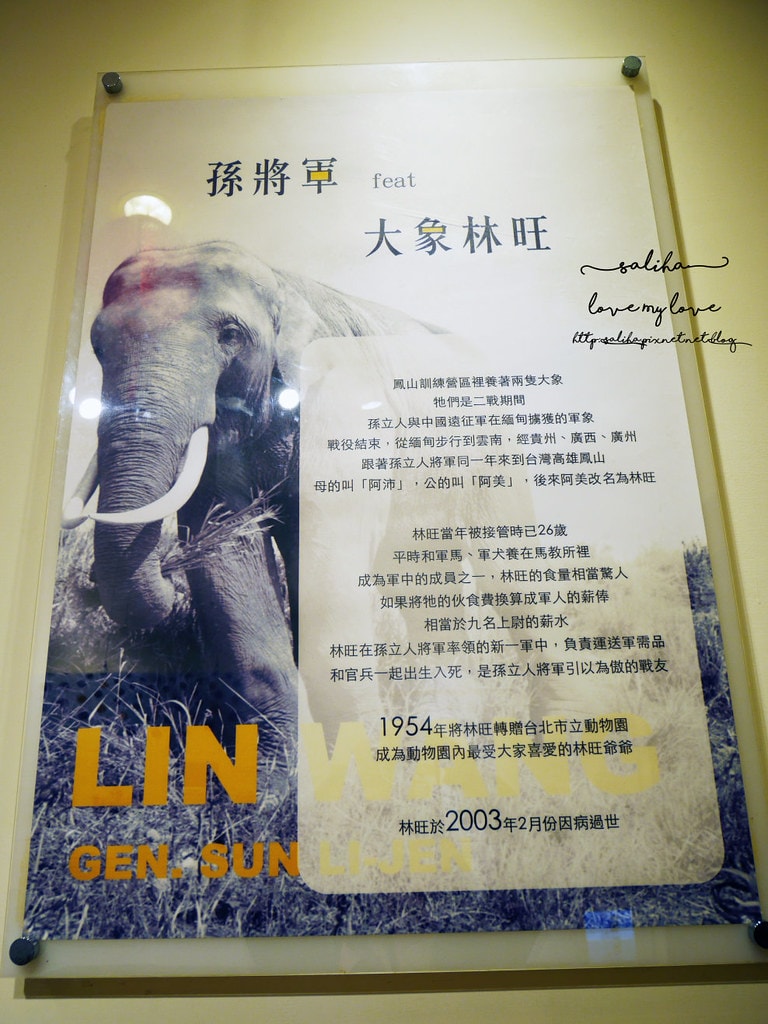 孫將軍 feat
大象林旺
saliha
love my love
http:saliha.pixnet.net.blog
鳳山訓練營區裡養著兩隻大象
牠們是二戰期間
孫立人與中國遠征軍在緬甸擄獲的軍象
戰役結束，從緬甸步行到雲南，經貴州、廣西、廣州
跟著孫立人將軍同一年來到台灣高雄鳳山
母的叫「阿沛」，公的叫「阿美」，後來阿美改名為林旺
林旺當年被接管時已26歲
平時和軍馬、軍犬養在馬教所裡
成為軍中的成員之一，林旺的食量相當驚人
如果將牠的伙食費換算成軍人的薪俸
相當於九名上尉的薪水
林旺在孫立人將軍率領的新一軍中，負責運送軍需品
和官兵一起出生入死，是孫立人將軍引以為傲的戰友
1954年將林旺轉贈台北市立動物園
成為動物園內最受大家喜愛的林旺爺爺
LIN WANG
林旺於2003年2月份因病過世
GEN. SUN LI-JEN